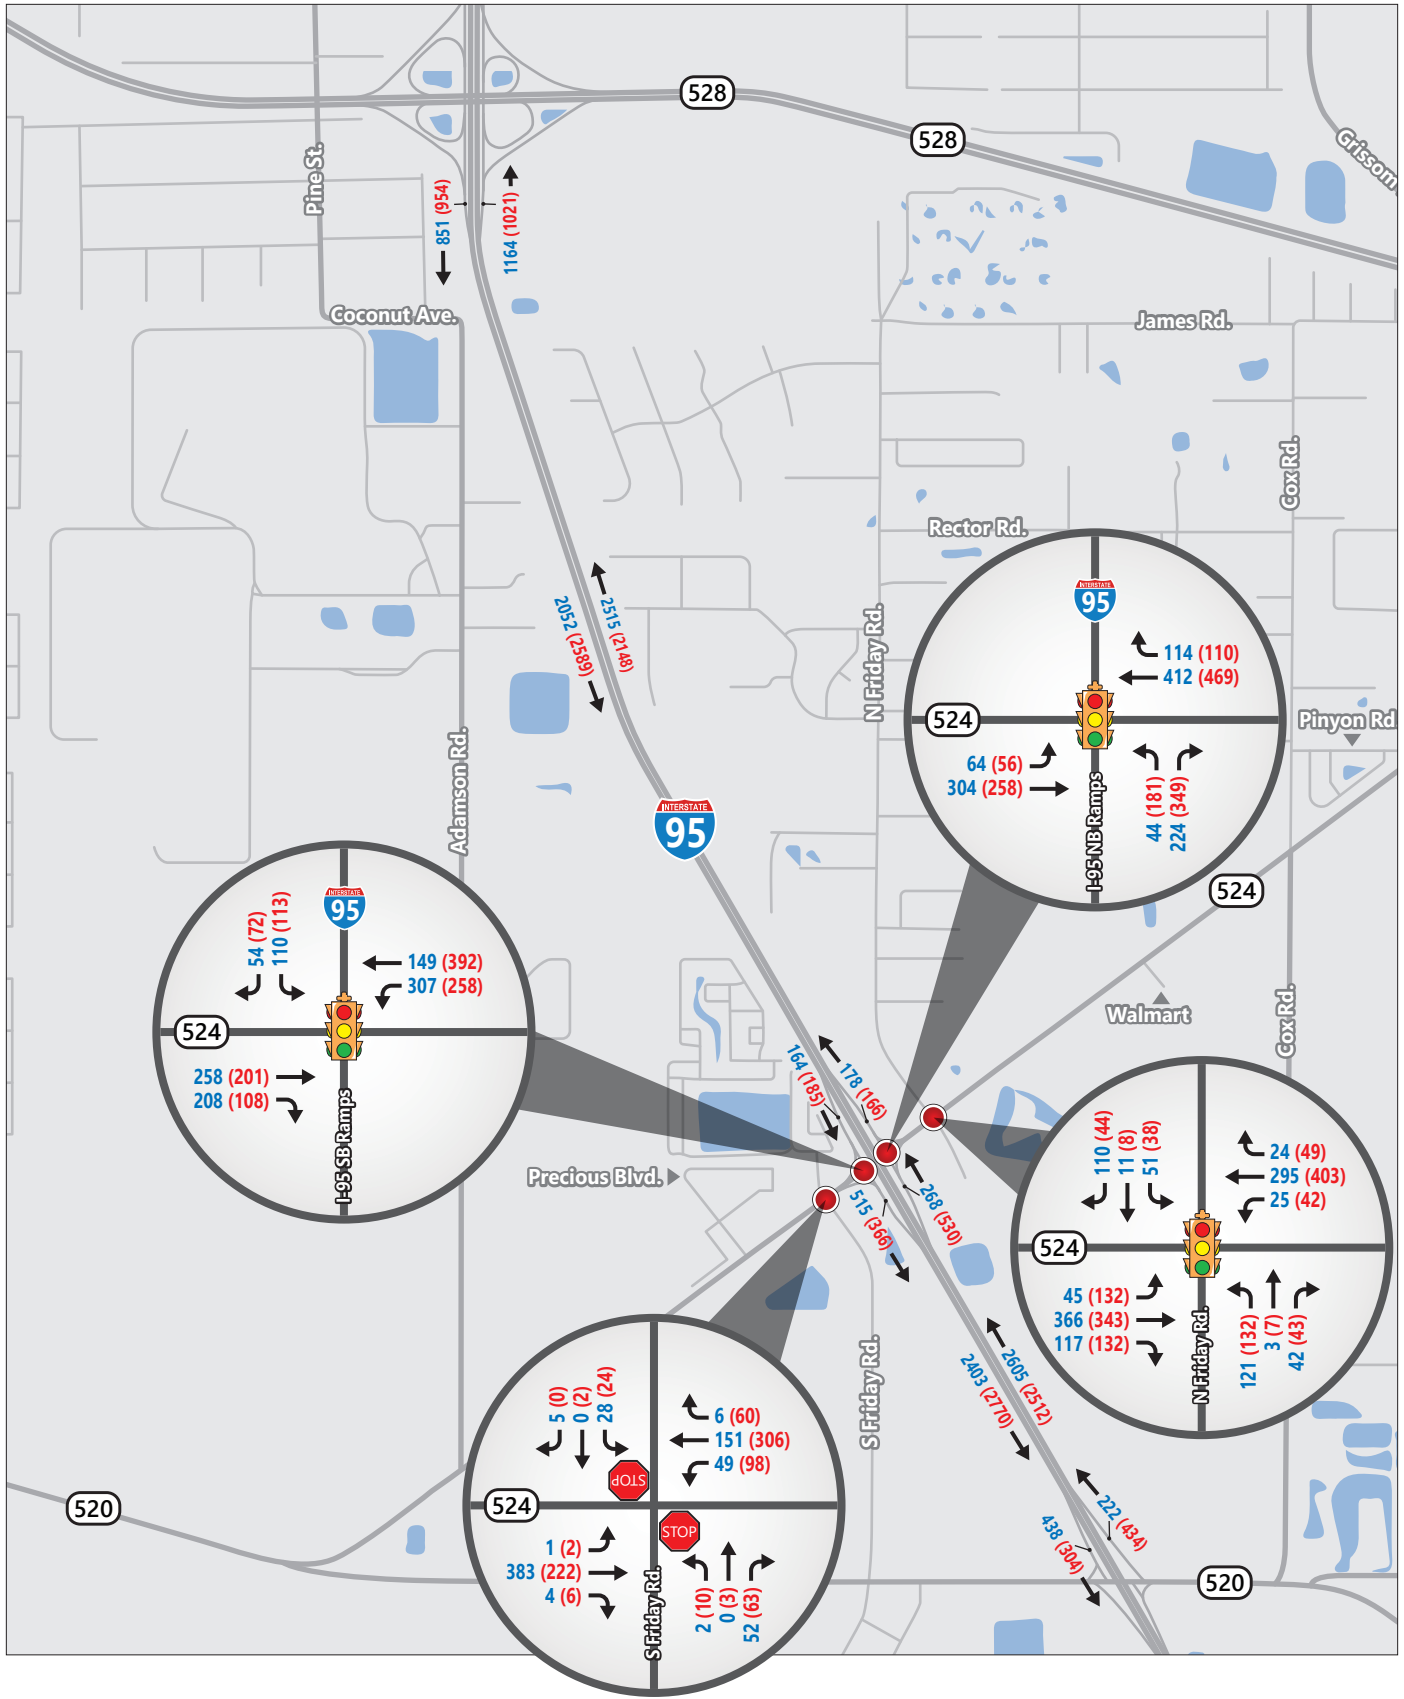 528
528
Grissom
Pine St.
851 (954)
1164 (1021)
Coconut Ave.
James Rd.
Cox Rd.
Rector Rd.
2052 (2589)
2515 (2148)
N Friday Rd.
INTERSTATE
95
114 (110)
412 (469)
524
64 (56)
304 (258)
44 (181)
224 (349)
I-95 NB Ramps
Pinyon Rd
Adamson Rd.
INTERSTATE
95
524
INTERSTATE
95
54 (72)
110 (113)
149 (392)
307 (258)
524
258 (201)
208 (108)
I-95 SB Ramps
Walmart
Cox Rd.
164 (185)
178 (166)
Precious Blvd.
515 (366)
268 (530)
110 (44)
11 (8)
51 (38)
24 (49)
295 (403)
25 (42)
524
45 (132)
366 (343)
117 (132)
121 (132)
3 (7)
42 (43)
N Friday Rd.
S Friday Rd.
2403 (2770)
2605 (2512)
5 (0)
0 (2)
28 (24)
6 (60)
151 (306)
49 (98)
STOP
524
STOP
1 (2)
383 (222)
4 (6)
2 (10)
0 (3)
52 (63)
S Friday Rd.
520
438 (304)
222 (434)
520